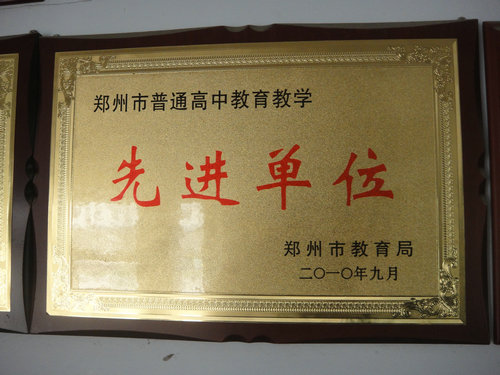 郑州市普通高中教育教学
先进单位
郑州市教育局
二〇一〇年九月